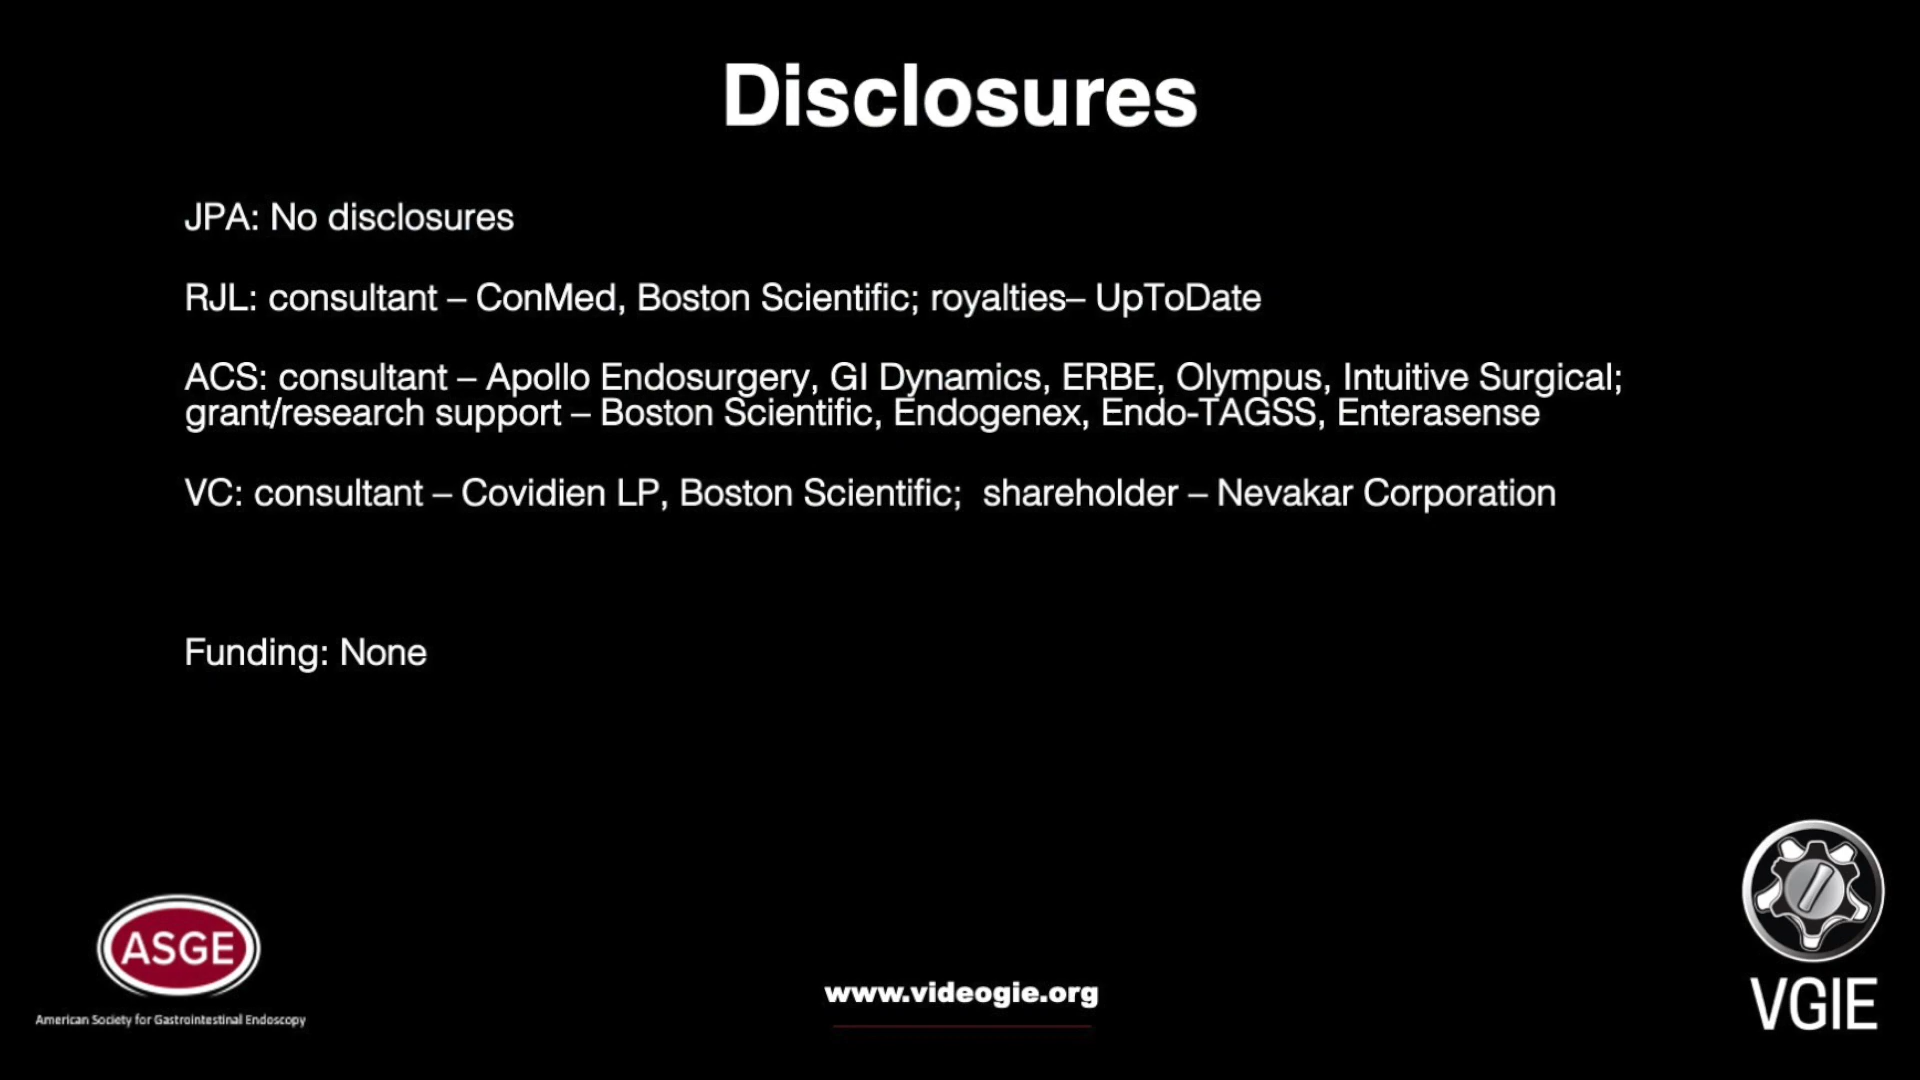 Disclosures
JPA: No disclosures
RJL: consultant – ConMed, Boston Scientific; royalties– UpToDate
ACS: consultant – Apollo Endosurgery, GI Dynamics, ERBE, Olympus, Intuitive Surgical;
grant/research support – Boston Scientific, Endogenex, Endo-TAGSS, Enterasense
VC: consultant – Covidien LP, Boston Scientific;  shareholder – Nevakar Corporation
Funding: None
ASGE
American Society for Gastrointestinal Endoscopy
www.videogie.org
VGIE